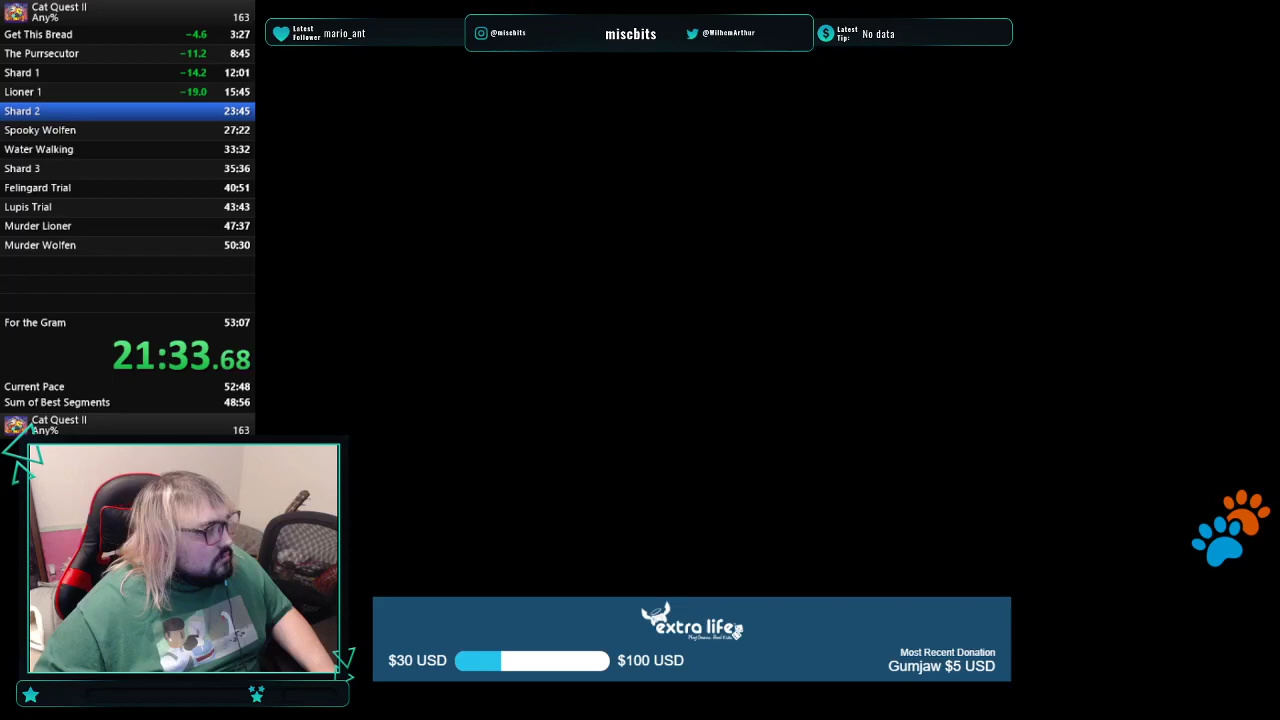 Cat Quest II
Any% 163
Get This Bread −4.6 3:27
The Purrsecutor −11.2 8:45
Shard 1 −14.2 12:01
Lioner 1 −19.0 15:45
Shard 2 23:45
Spooky Wolfen 27:22
Water Walking 33:32
Shard 3 35:36
Felingard Trial 40:51
Lupis Trial 43:43
Murder Lioner 47:37
Murder Wolfen 50:30
For the Gram 53:07
21:33.68
Current Pace 52:48
Sum of Best Segments 48:56
Cat Quest II
Any% 163
Latest Follower mario_ant
@miscbits
miscbits
@WilhemArthur
Latest Tip: No data
extra life
Play Games. Heal Kids.
$30 USD $100 USD
Most Recent Donation
Gumjaw $5 USD